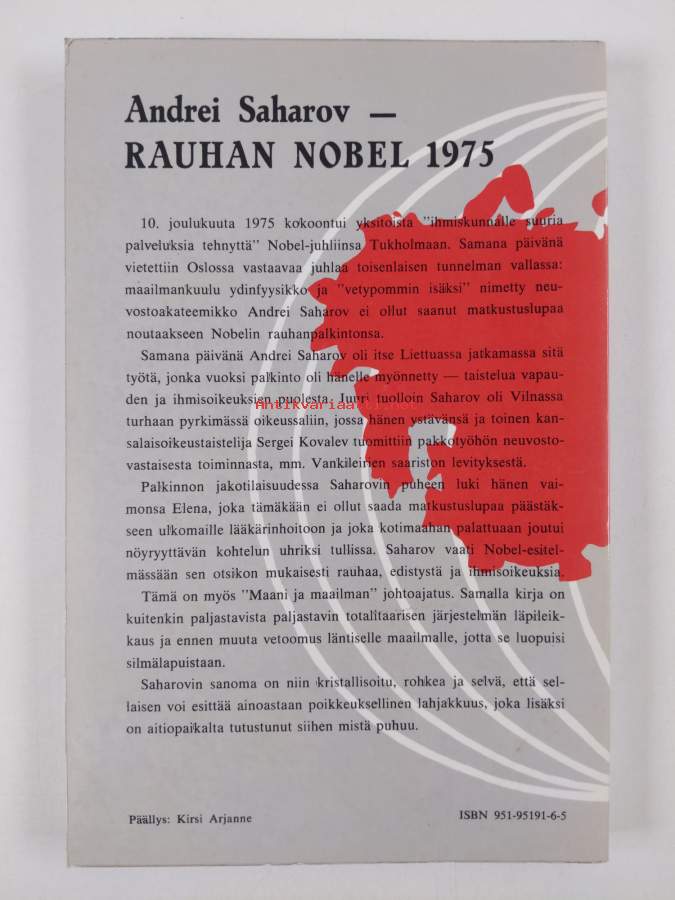 Andrei Saharov —
RAUHAN NOBEL 1975
10. joulukuuta 1975 kokoontui yksitoista "ihmiskunnalle suuria
palveluksia tehnyttä" Nobel-juhliinsa Tukholmaan. Samana päivänä
vietettiin Oslossa vastaavaa juhlaa toisenlaisen tunnelman vallassa:
maailmankuulu ydinfyysikko ja "vetypommin isäksi" nimetty neu-
vostoakateemikko Andrei Saharov ei ollut saanut matkustuslupaa
noutaakseen Nobelin rauhanpalkintonsa.
Samana päivänä Andrei Saharov oli itse Liettuassa jatkamassa sitä
työtä, jonka vuoksi palkinto oli hänelle myönnetty — taistelua vapau-
den ja ihmisoikeuksien puolesta. Juuri tuolloin Saharov oli Vilnassa
Antikvariaatti.net
turhaan pyrkimässä oikeussaliin, jossa hänen ystävänsä ja toinen kan-
salaisoikeustaistelija Sergei Kovalev tuomittiin pakkotyöhön neuvosto-
vastaisesta toiminnasta, mm. Vankileirien saariston levityksestä.
Palkinnon jakotilaisuudessa Saharovin puheen luki hänen vai-
monsa Elena, joka tämäkään ei ollut saada matkustuslupaa päästäk-
seen ulkomaille lääkärinhoitoon ja joka kotimaahan palattuaan joutui
nöyryyttävän kohtelun uhriksi tullissa. Saharov vaati Nobel-esitel-
mässään sen otsikon mukaisesti rauhaa, edistystä ja ihmisoikeuksia.
Tämä on myös "Maani ja maailman" johtoajatus. Samalla kirja on
kuitenkin paljastavista paljastavin totalitaarisen järjestelmän läpileik-
kaus ja ennen muuta vetoomus läntiselle maailmalle, jotta se luopuisi
silmälapuistaan.
Saharovin sanoma on niin kristallisoitu, rohkea ja selvä, että sel-
laisen voi esittää ainoastaan poikkeuksellinen lahjakkuus, joka lisäksi
on aitiopaikalta tutustunut siihen mistä puhuu.
Päällys: Kirsi Arjanne
ISBN 951-95191-6-5